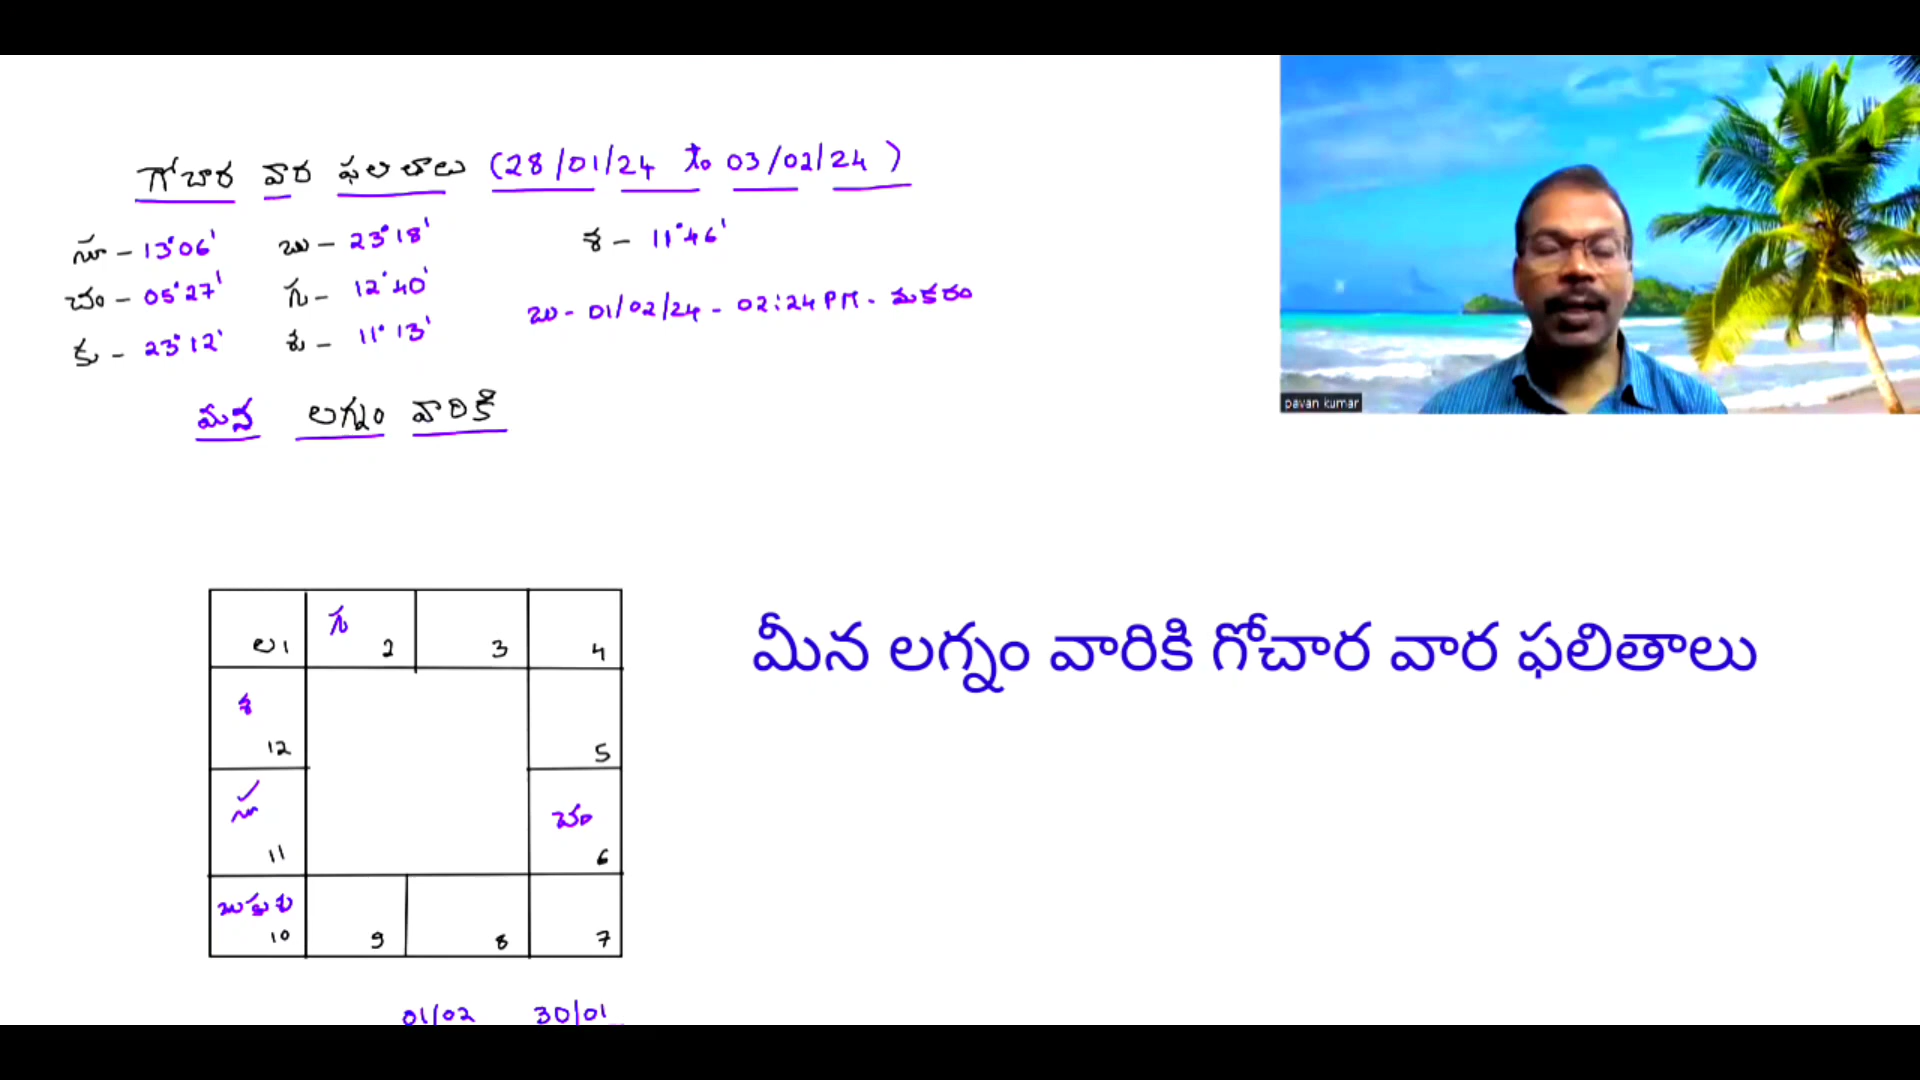 గోచార వార ఫలతాలు (28/01/24 to 03/02/24)
సూ - 13°06' బు - 23°18' శ - 11°46'
చం - 05°27' గు - 12°40'
బు - 01/02/24 - 02:24 PM - మకరం
కు - 23°12' శు - 11°13'
pavan kumar
మీన లగ్నం వారికి
గు
ల1 2 3 4
మీన లగ్నం వారికి గోచార వార ఫలితాలు
శ
12 5
సూ చం
11 6
బు కు శు
10 9 8 7
01/02 30/01